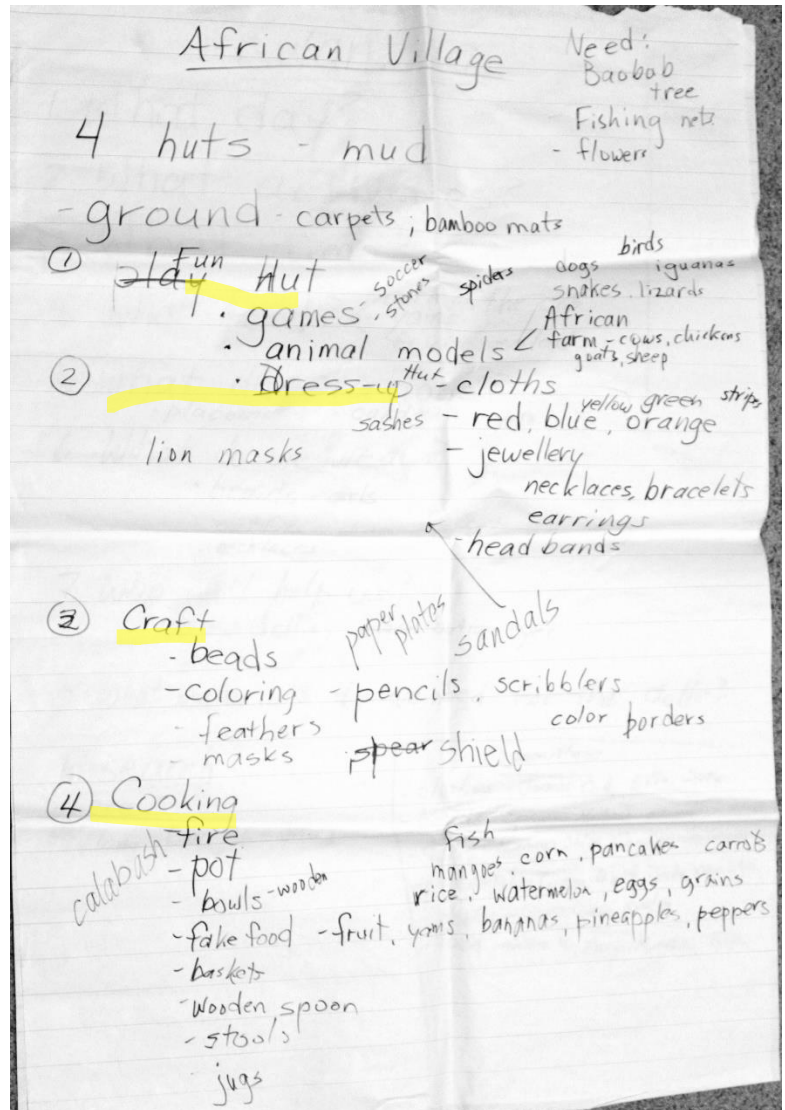 African Village
Need:
Baobab
tree
- Fishing nets
- flowers
4 huts - mud
- ground - carpets ; bamboo mats
① play Fun Hut
· games - soccer
· stones
spiders
birds
dogs iguanas
snakes, lizards
· animal models < African
farm - cows, chickens
goats, sheep
② · Dress-up Hut - cloths
sashes - red, blue, yellow green orange stripes
lion masks
- jewellery
necklaces, bracelets
earrings
- head bands
sandals
3 Craft
paper plates
- beads
- coloring - pencils, scribblers
color borders
- feathers
masks
spear shield
④ Cooking
- fire
calabash
- pot
- bowls - wooden
fish
mangoes, corn, pancakes carrots
rice, watermelon, eggs, grains
- fake food - fruit, yams, bananas, pineapples, peppers
- baskets
- wooden spoon
- stools
jugs